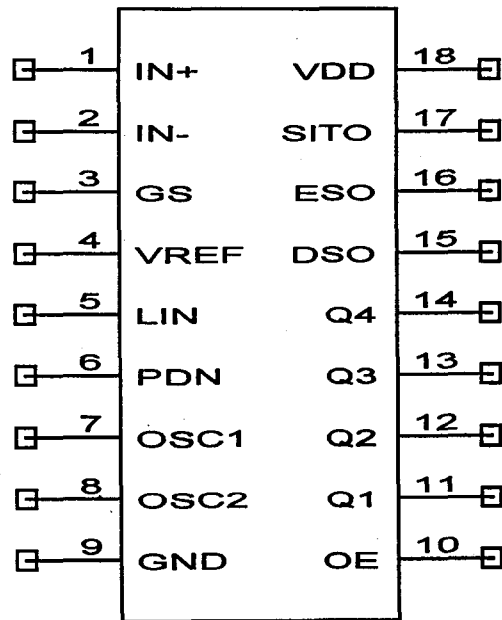 1 IN+ VDD 18
2 IN- SITO 17
3 GS ESO 16
4 VREF DSO 15
5 LIN Q4 14
6 PDN Q3 13
7 OSC1 Q2 12
8 OSC2 Q1 11
9 GND OE 10